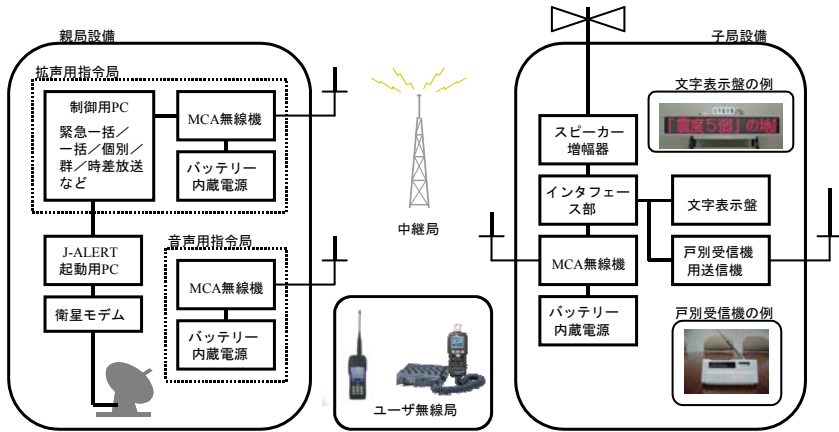 親局設備
拡声用指令局
制御用PC
緊急一括／
一括／個別／
群／時差放送
など
MCA無線機
バッテリー
内蔵電源
J-ALERT
起動用PC
衛星モデム
音声用指令局
MCA無線機
バッテリー
内蔵電源
中継局
ユーザ無線局
子局設備
スピーカー
増幅器
インタフェー
ス部
MCA無線機
バッテリー
内蔵電源
文字表示盤の例
「震度5弱」の地
文字表示盤
戸別受信機
用送信機
戸別受信機の例